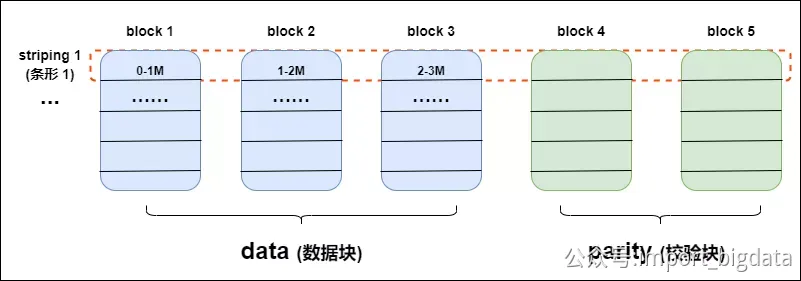 block 1 block 2 block 3 block 4 block 5
striping 1
(条形 1)
0-1M 1-2M 2-3M
... ...... ...... ......
data (数据块) parity (校验块)
公众号:import_bigdata